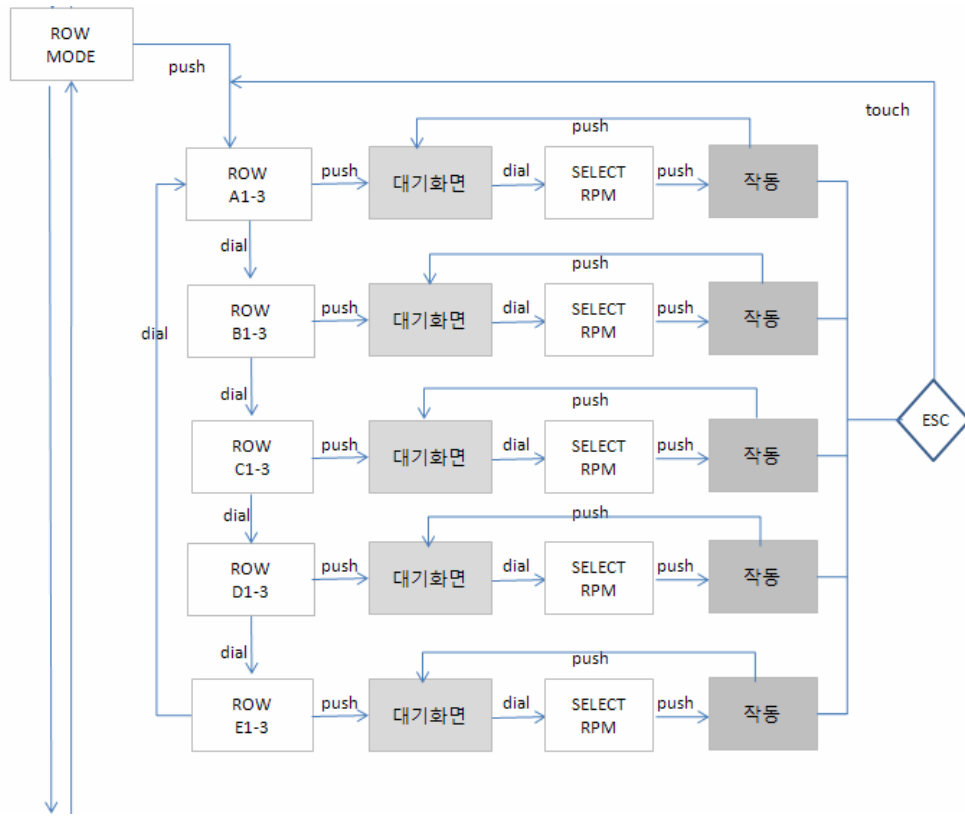 ROW
MODE
push
touch
push
ROW
A1-3
push
대기화면
dial
SELECT
RPM
push
작동
dial
push
ROW
B1-3
push
대기화면
dial
SELECT
RPM
push
작동
dial
dial
push
ESC
ROW
C1-3
push
대기화면
dial
SELECT
RPM
push
작동
dial
push
ROW
D1-3
push
대기화면
dial
SELECT
RPM
push
작동
dial
push
ROW
E1-3
push
대기화면
dial
SELECT
RPM
push
작동